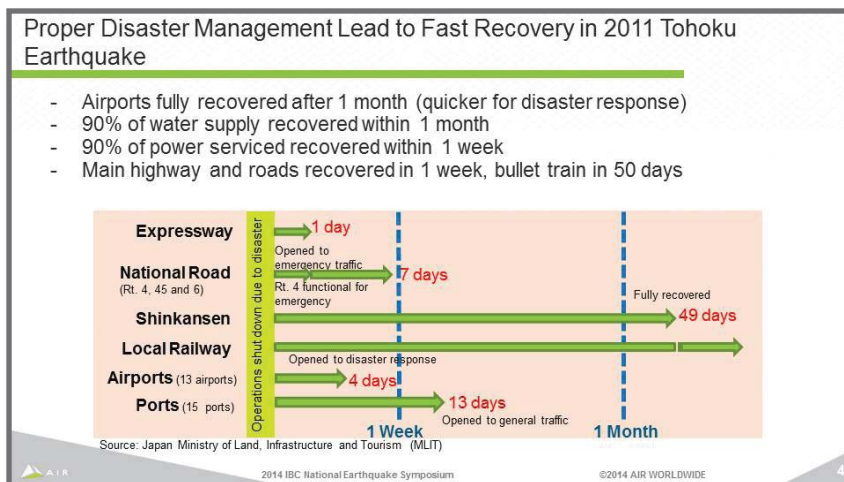 Proper Disaster Management Lead to Fast Recovery in 2011 Tohoku
Earthquake
- Airports fully recovered after 1 month (quicker for disaster response)
- 90% of water supply recovered within 1 month
- 90% of power serviced recovered within 1 week
- Main highway and roads recovered in 1 week, bullet train in 50 days
Operations shut down due to disaster
Expressway
1 day
Opened to
emergency traffic
National Road
(Rt. 4, 45 and 6)
7 days
Rt. 4 functional for
emergency
Fully recovered
Shinkansen
49 days
Local Railway
Opened to disaster response
Airports (13 airports)
4 days
Ports (15 ports)
13 days
Opened to general traffic
1 Week
1 Month
Source: Japan Ministry of Land, Infrastructure and Tourism (MLIT)
AIR
2014 IBC National Earthquake Symposium
©2014 AIR WORLDWIDE
4